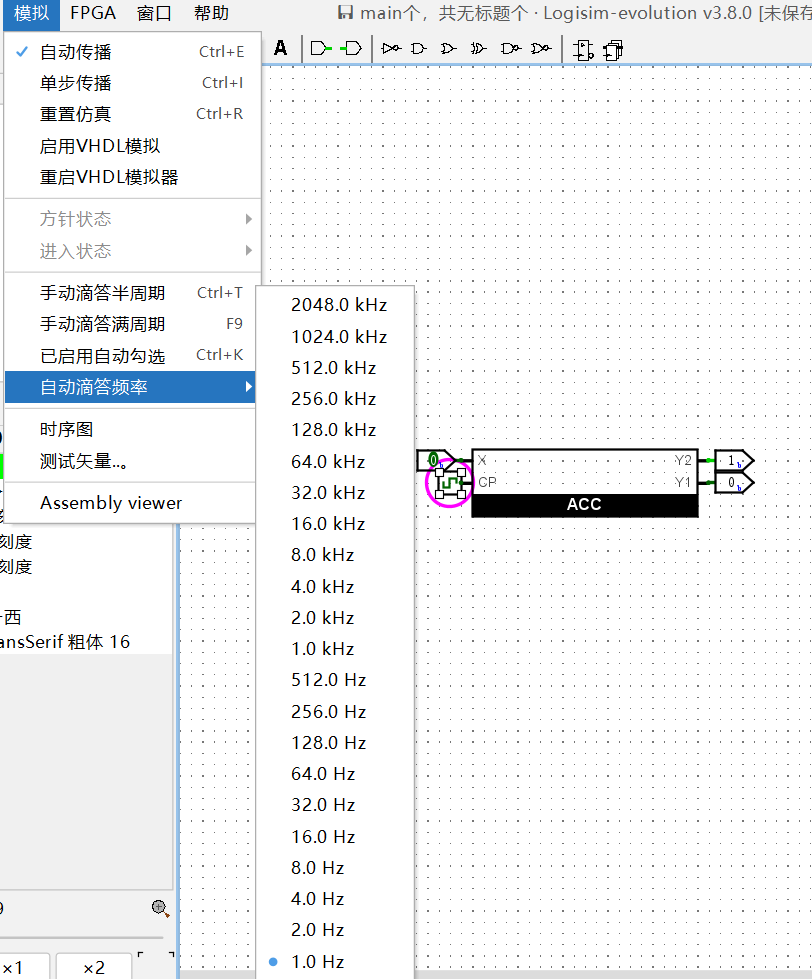 模拟 FPGA 窗口 帮助
main个，共无标题个 · Logisim-evolution v3.8.0 [未保存
A
自动传播 Ctrl+E
单步传播 Ctrl+I
重置仿真 Ctrl+R
启用VHDL模拟
重启VHDL模拟器
方针状态
进入状态
手动滴答半周期 Ctrl+T
手动滴答满周期 F9
已启用自动勾选 Ctrl+K
自动滴答频率
时序图
测试矢量..。
Assembly viewer
2048.0 kHz
1024.0 kHz
512.0 kHz
256.0 kHz
128.0 kHz
64.0 kHz
32.0 kHz
16.0 kHz
8.0 kHz
4.0 kHz
2.0 kHz
1.0 kHz
512.0 Hz
256.0 Hz
128.0 Hz
64.0 Hz
32.0 Hz
16.0 Hz
8.0 Hz
4.0 Hz
2.0 Hz
1.0 Hz
0b X Y2 1b
CP Y1 0b
ACC
刻度
刻度
西
ansSerif 粗体 16
×1 ×2